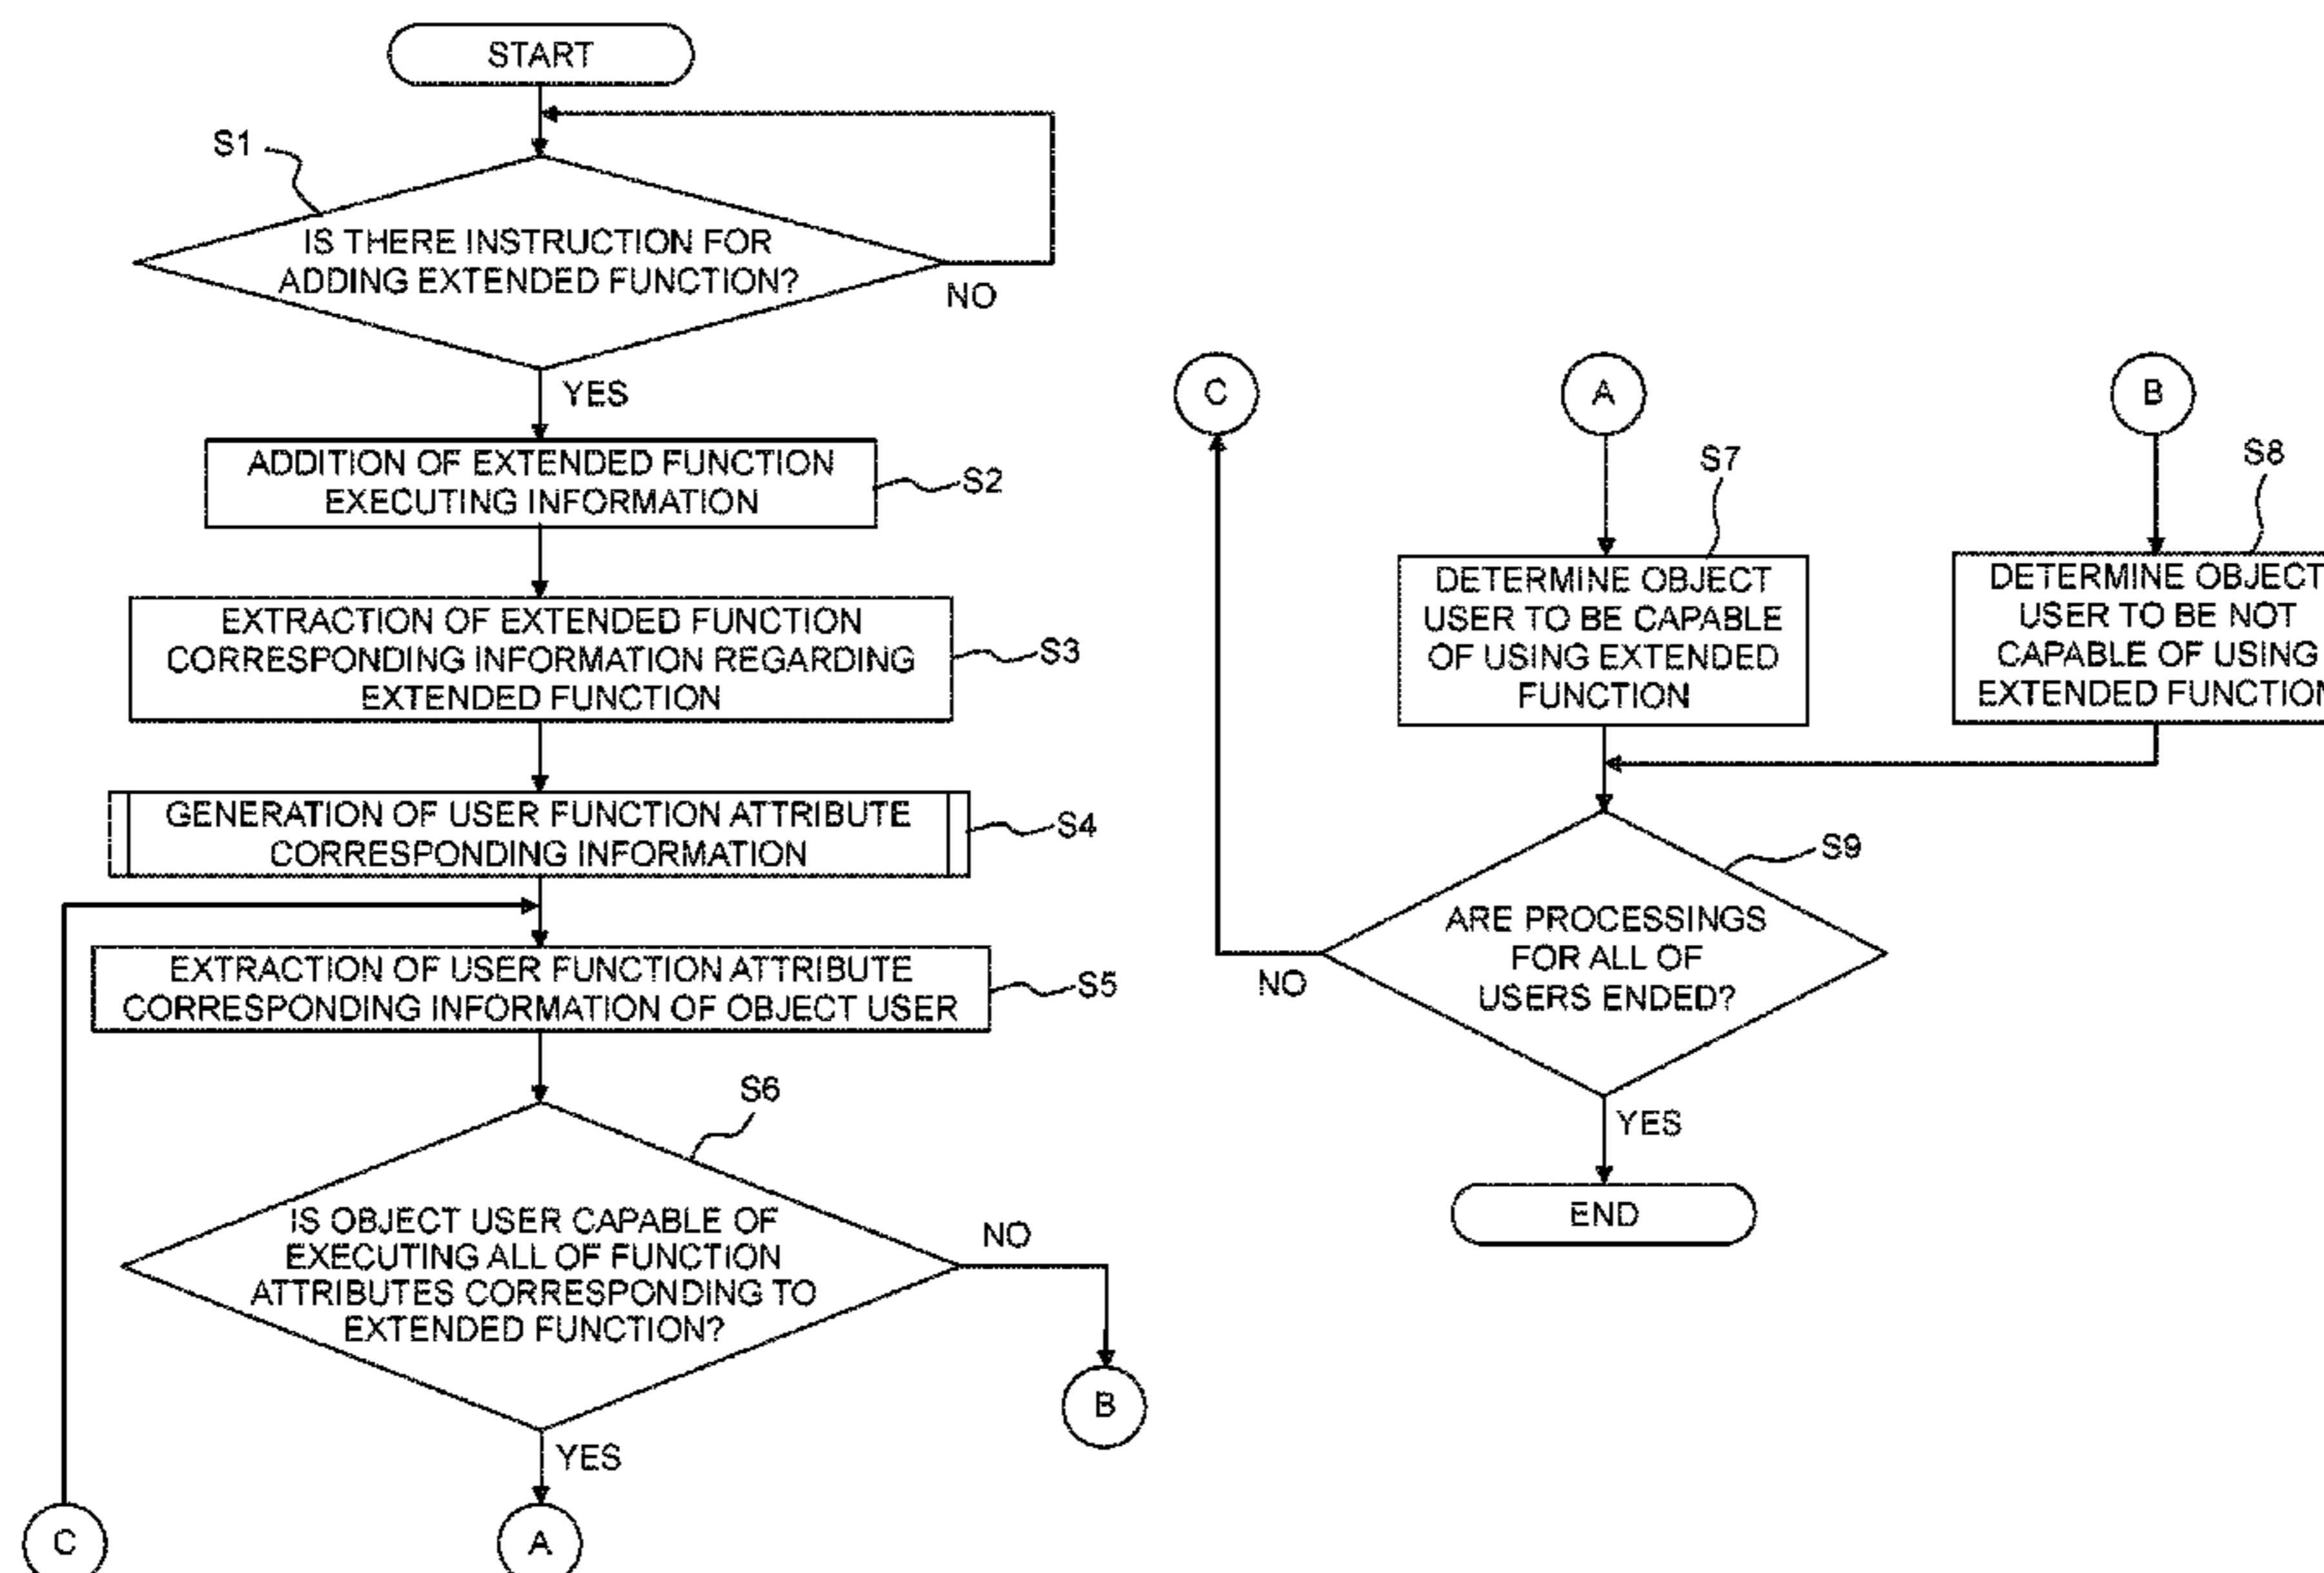 START
S1
IS THERE INSTRUCTION FOR
ADDING EXTENDED FUNCTION?
NO
YES
ADDITION OF EXTENDED FUNCTION
EXECUTING INFORMATION
S2
EXTRACTION OF EXTENDED FUNCTION
CORRESPONDING INFORMATION REGARDING
EXTENDED FUNCTION
S3
GENERATION OF USER FUNCTION ATTRIBUTE
CORRESPONDING INFORMATION
S4
EXTRACTION OF USER FUNCTION ATTRIBUTE
CORRESPONDING INFORMATION OF OBJECT USER
S5
S6
IS OBJECT USER CAPABLE OF
EXECUTING ALL OF FUNCTION
ATTRIBUTES CORRESPONDING TO
EXTENDED FUNCTION?
NO
B
YES
C
A
C
A
B
S7
S8
DETERMINE OBJECT
USER TO BE CAPABLE
OF USING EXTENDED
FUNCTION
DETERMINE OBJECT
USER TO BE NOT
CAPABLE OF USING
EXTENDED FUNCTION
S9
ARE PROCESSINGS
FOR ALL OF
USERS ENDED?
NO
YES
END